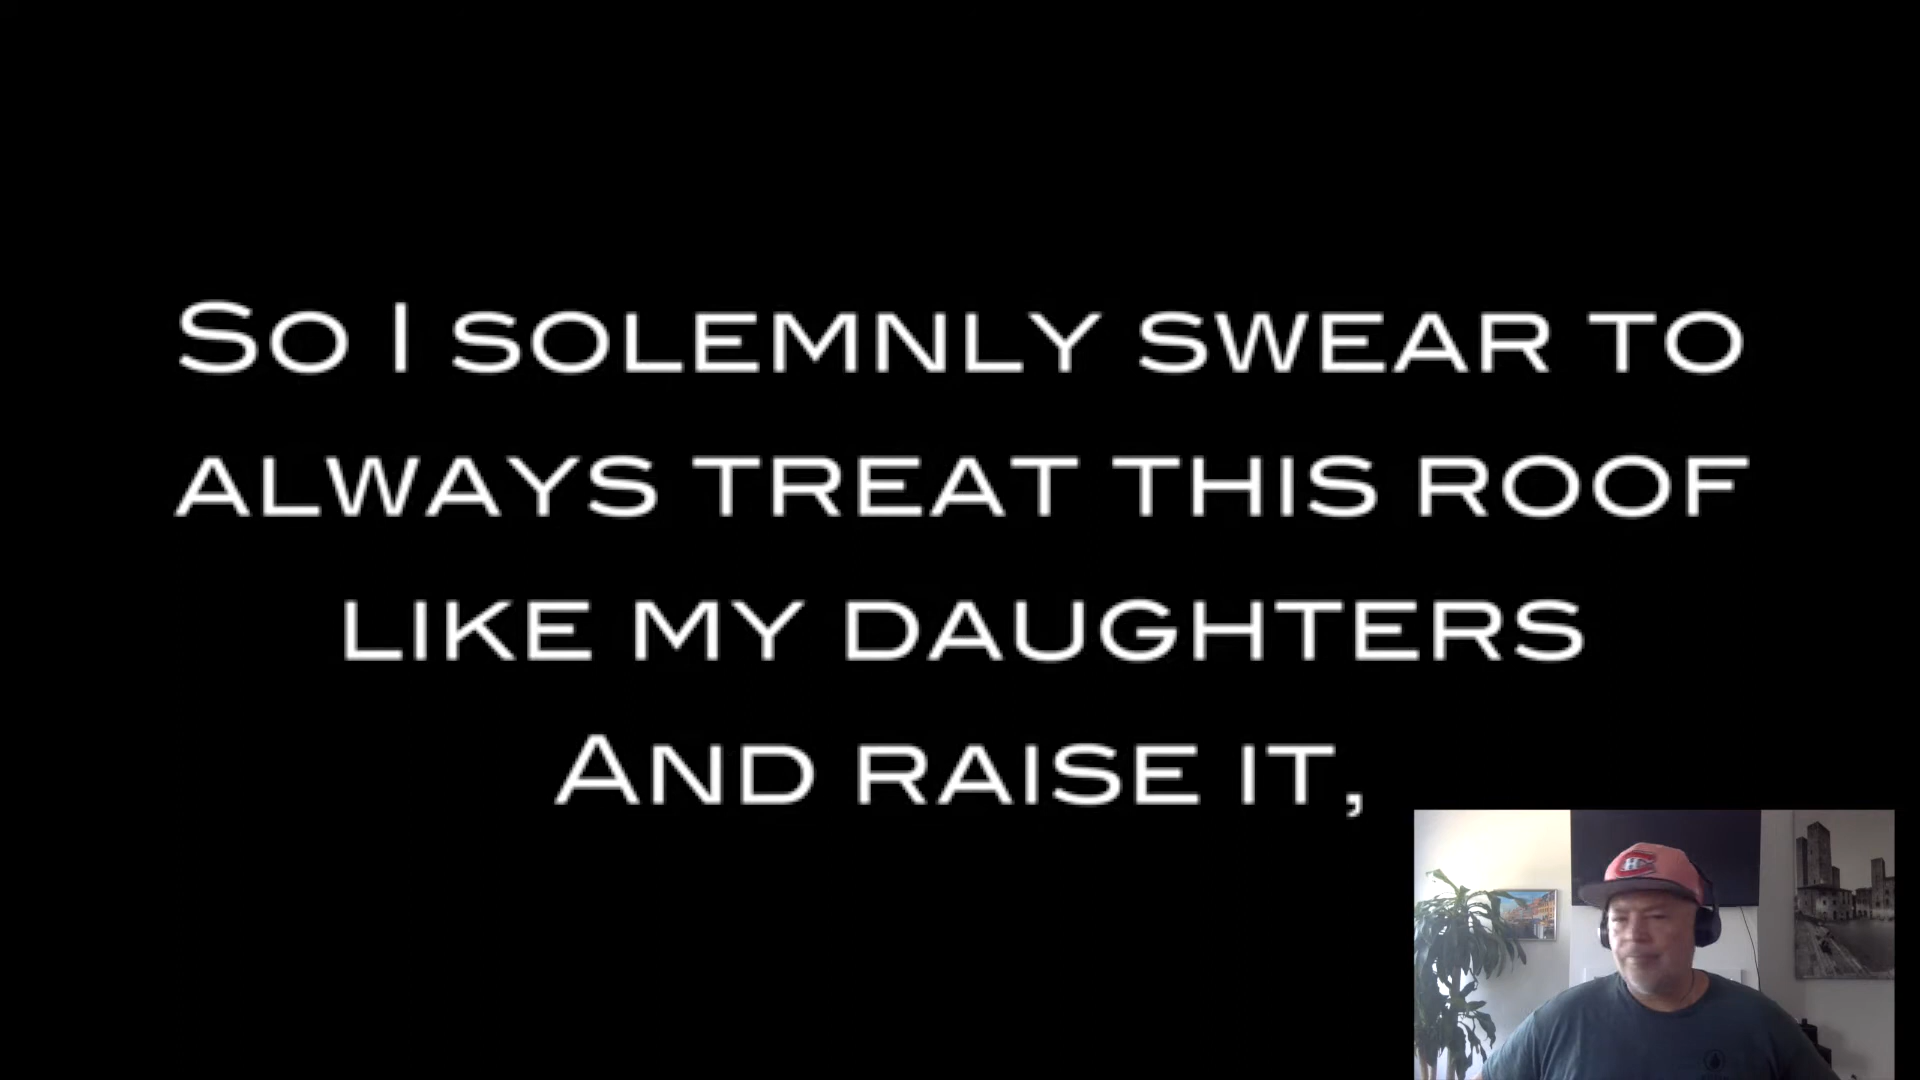 So I solemnly swear to
always treat this roof
like my daughters
And raise it,